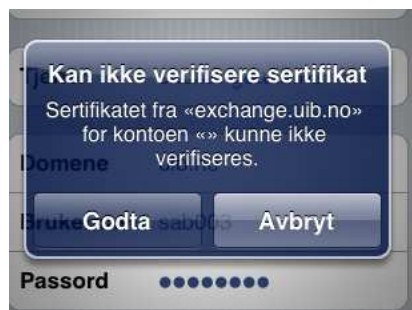 Kan ikke verifisere sertifikat
Sertifikatet fra «exchange.uib.no»
for kontoen «» kunne ikke
verifiseres.
Domene
Godta
Avbryt
Passord ●●●●●●●●